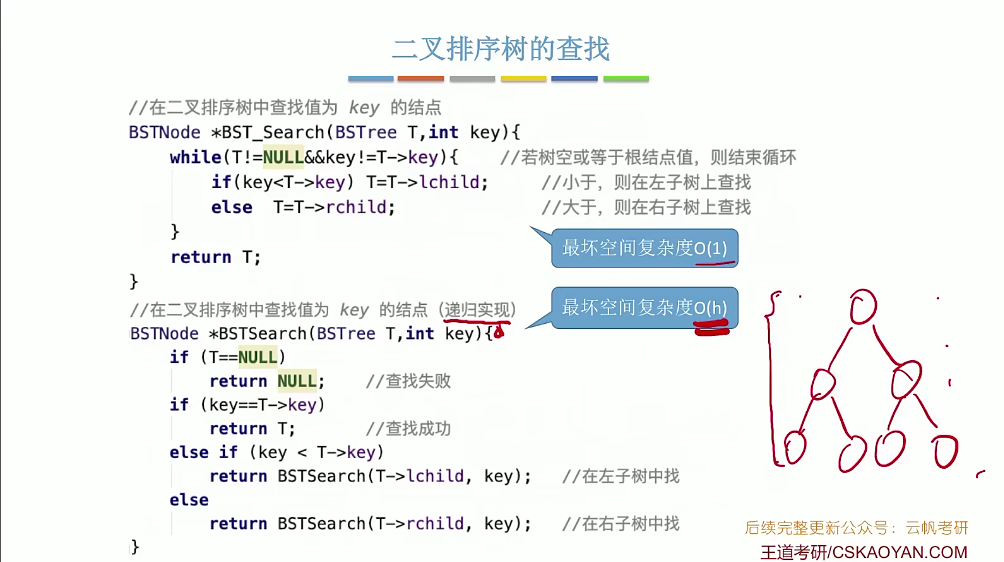 二叉排序树的查找
//在二叉排序树中查找值为 key 的结点
BSTNode *BST_Search(BSTree T,int key){
while(T!=NULL&&key!=T->key){ //若树空或等于根结点值，则结束循环
if(key<T->key) T=T->lchild; //小于，则在左子树上查找
else T=T->rchild; //大于，则在右子树上查找
}
最坏空间复杂度O(1)
return T;
}
最坏空间复杂度O(h)
//在二叉排序树中查找值为 key 的结点（递归实现）
BSTNode *BSTSearch(BSTree T,int key){
if (T==NULL)
return NULL; //查找失败
if (key==T->key)
return T; //查找成功
else if (key < T->key)
return BSTSearch(T->lchild, key); //在左子树中找
else
return BSTSearch(T->rchild, key); //在右子树中找
}
后续完整更新公众号：云帆考研
王道考研/CSKAOYAN.COM